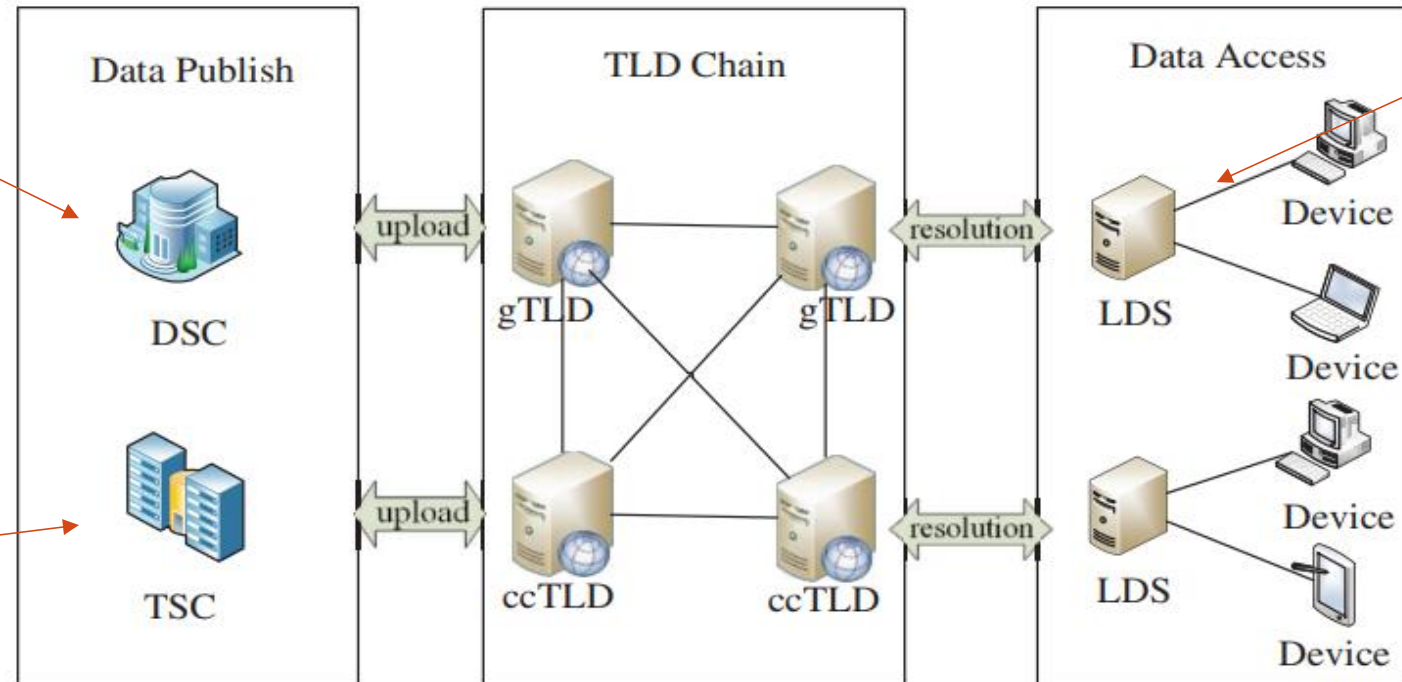 Data Publish
DSC
TSC
upload
upload
TLD Chain
gTLD
gTLD
ccTLD
ccTLD
resolution
resolution
Data Access
LDS
Device
Device
LDS
Device
Device